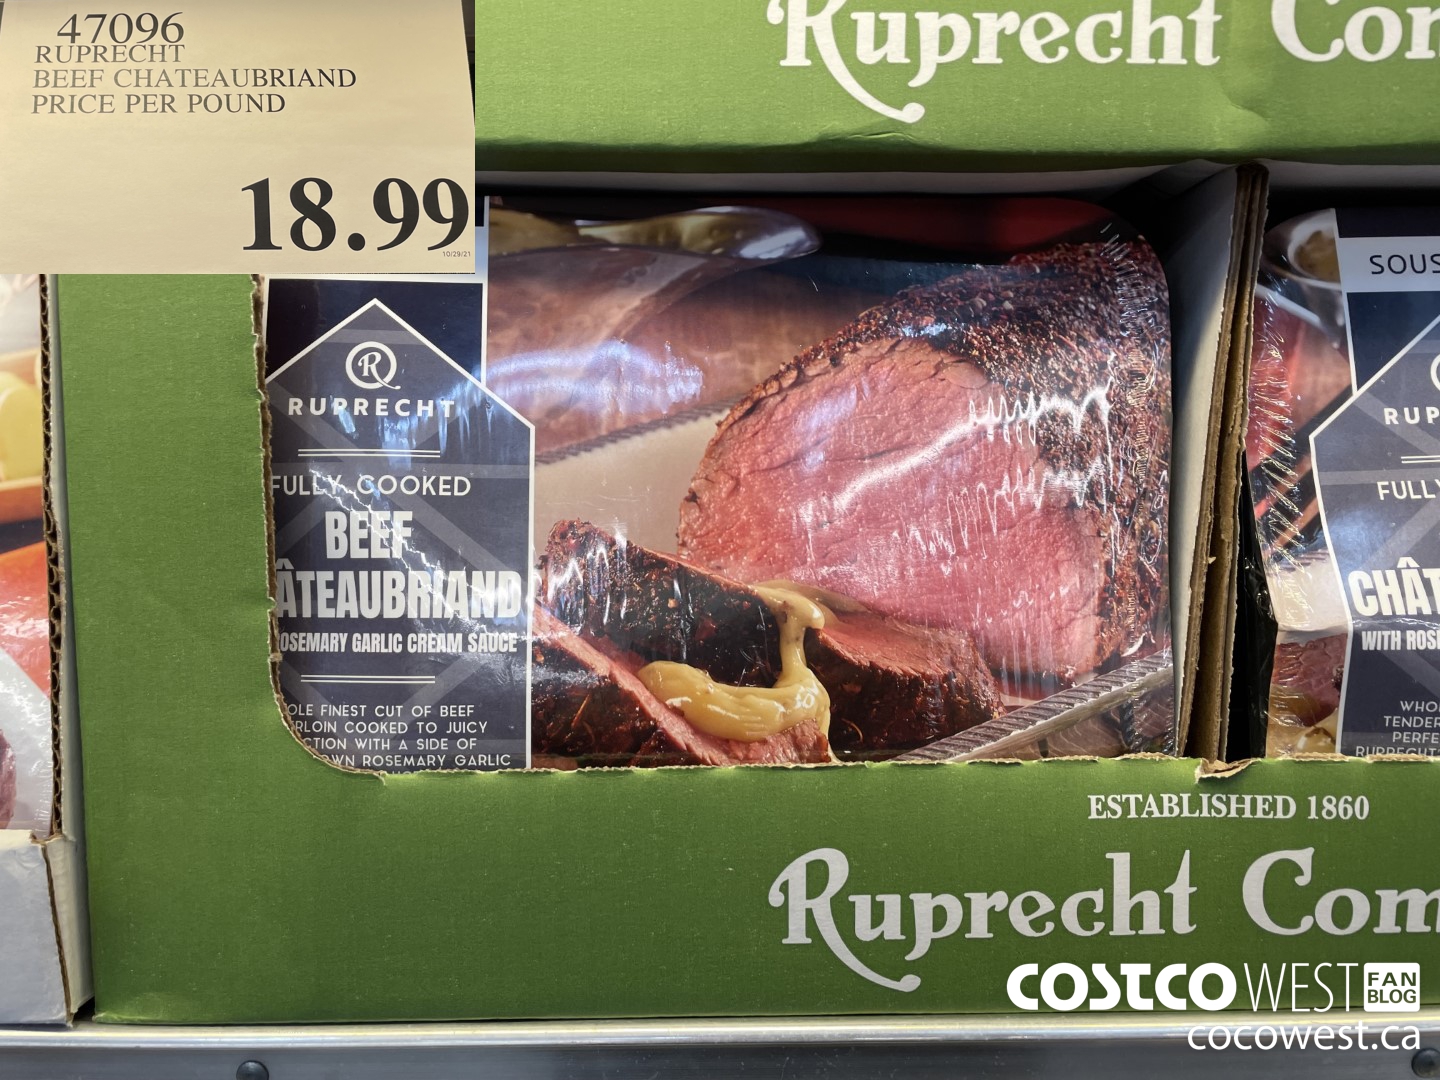 47096
RUPRECHT
BEEF CHATEAUBRIAND
PRICE PER POUND
18.99
10/29/21
Ruprecht Com
SOUS
R
RUPRECHT
FULLY COOKED
BEEF
ÂTEAUBRIAND
OSEMARY GARLIC CREAM SAUCE
OLE FINEST CUT OF BEEF
RLOIN COOKED TO JUICY
CTION WITH A SIDE OF
OWN ROSEMARY GARLIC
RUP
FULLY
CHÂT
WITH ROS
WHO
TENDER
PERFE
RUPRECHT'
ESTABLISHED 1860
Ruprecht Com
COSTCO WEST FAN BLOG
cocowest.ca